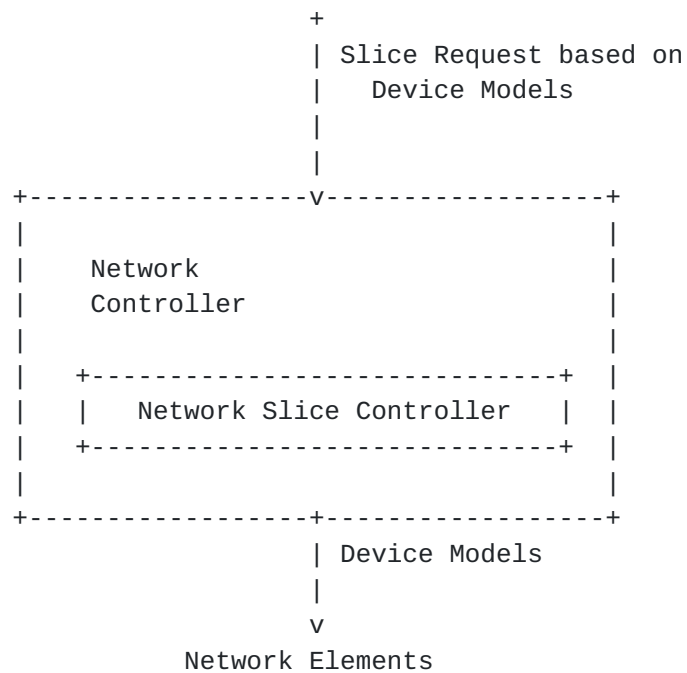 Slice Request based on
Device Models
Network
Controller
Network Slice Controller
Device Models
Network Elements